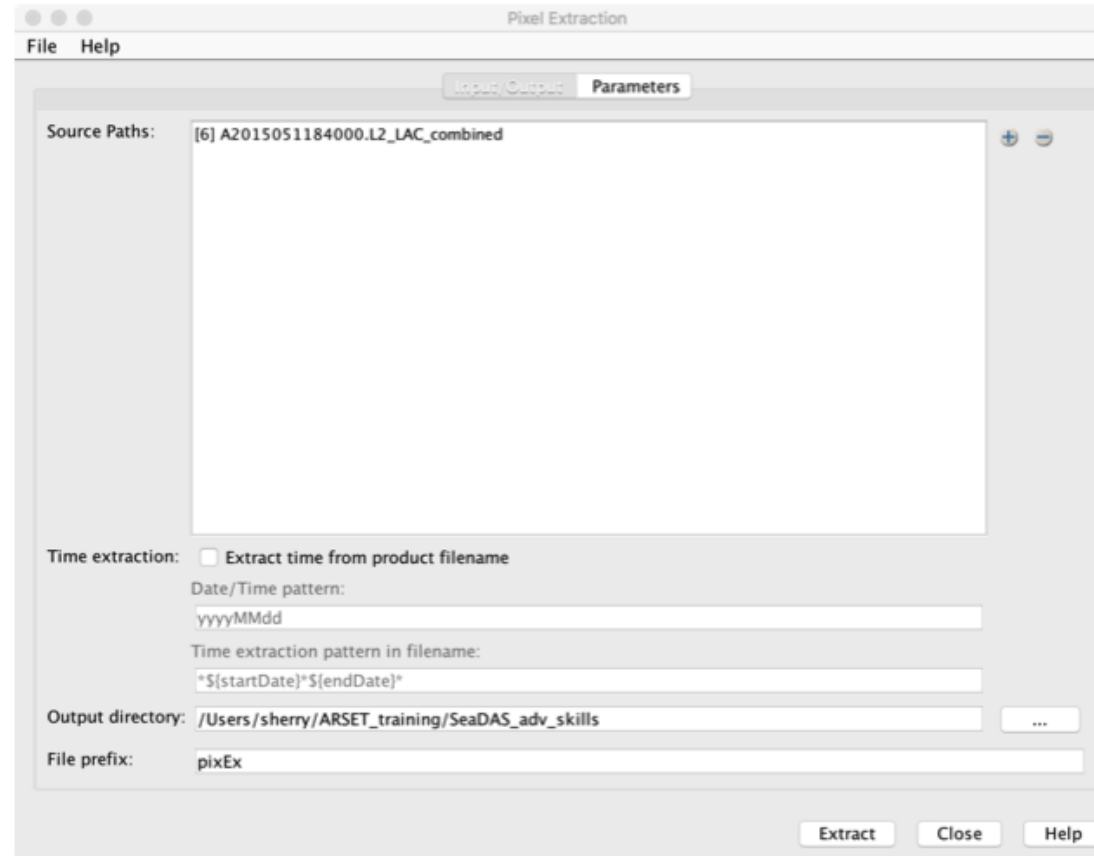 Pixel Extraction
File Help
Input/Output Parameters
Source Paths: [6] A2015051184000.L2_LAC_combined
Time extraction: Extract time from product filename
Date/Time pattern:
yyyyMMdd
Time extraction pattern in filename:
*${startDate}*${endDate}*
Output directory: /Users/sherry/ARSET_training/SeaDAS_adv_skills ...
File prefix: pixEx
Extract Close Help